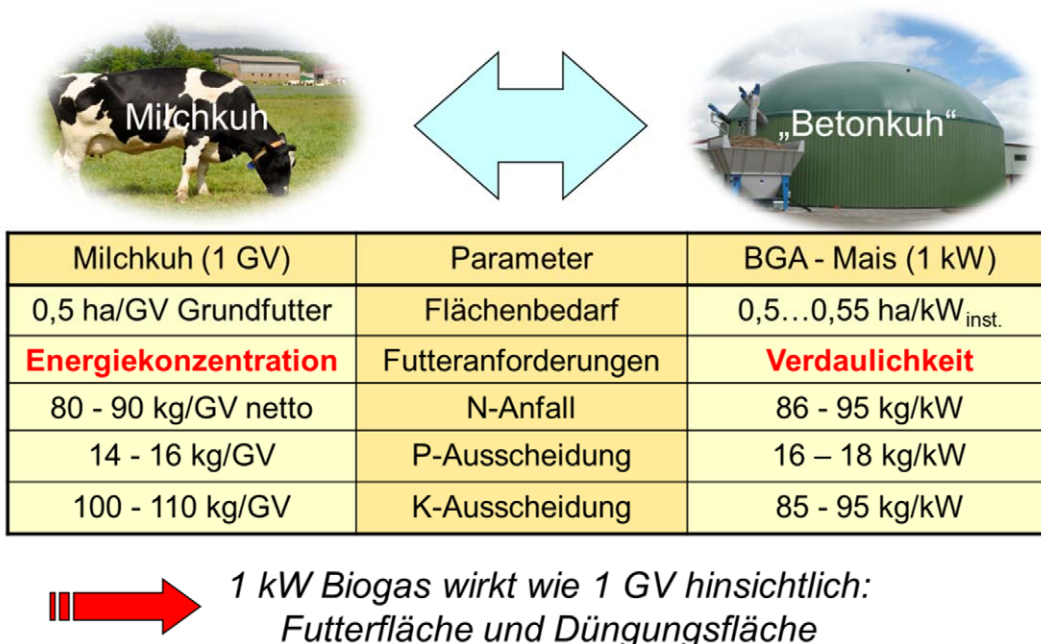 Milchkuh
„Betonkuh“
Milchkuh (1 GV) Parameter BGA - Mais (1 kW)
0,5 ha/GV Grundfutter Flächenbedarf 0,5…0,55 ha/kWinst.
Energiekonzentration Futteranforderungen Verdaulichkeit
80 - 90 kg/GV netto N-Anfall 86 - 95 kg/kW
14 - 16 kg/GV P-Ausscheidung 16 – 18 kg/kW
100 - 110 kg/GV K-Ausscheidung 85 - 95 kg/kW
1 kW Biogas wirkt wie 1 GV hinsichtlich:
Futterfläche und Düngungsfläche